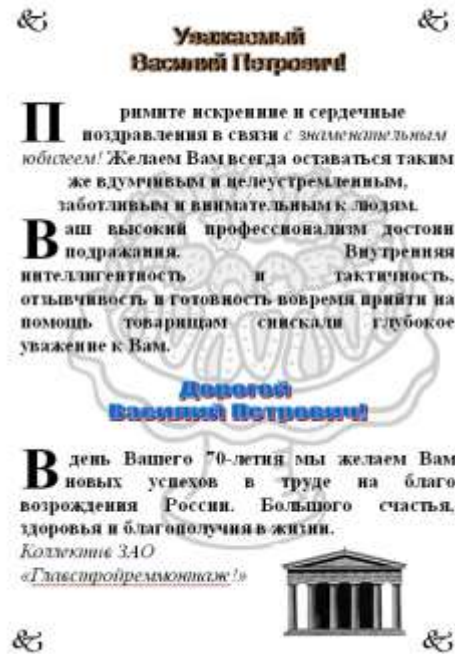 Уважаемый
Василий Петрович!
Примите искренние и сердечные
поздравления в связи с знаменательным
юбилеем! Желаем Вам всегда оставаться таким
же вдумчивым и целеустремленным,
заботливым и внимательным к людям.
Ваш высокий профессионализм достоин
подражания. Внутренняя
интеллигентность и тактичность,
отзывчивость и готовность вовремя прийти на
помощь товарищам снискали глубокое
уважение к Вам.
Дорогой
Василий Петрович!
В день Вашего 70-летия мы желаем Вам
новых успехов в труде на благо
возрождения России. Большого счастья,
здоровья и благополучия в жизни.
Коллектив ЗАО
«Главстройреммонтаж!»